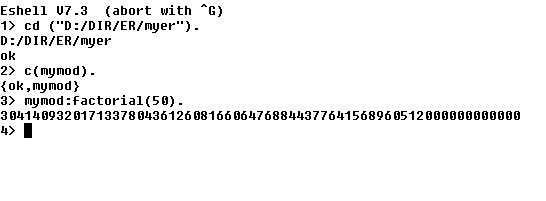 Eshell V7.3  (abort with ^G)
1> cd ("D:/DIR/ER/myer").
D:/DIR/ER/myer
ok
2> c(mymod).
{ok,mymod}
3> mymod:factorial(50).
30414093201713378043612608166064768844377641568960512000000000000
4>